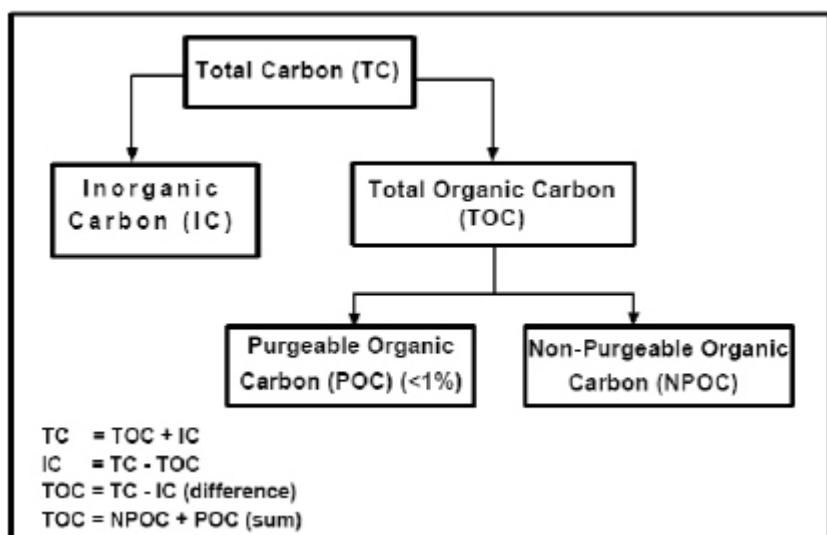 Total Carbon (TC)
Inorganic
Carbon (IC)
Total Organic Carbon
(TOC)
Purgeable Organic
Carbon (POC) (<1%)
Non-Purgeable Organic
Carbon (NPOC)
TC = TOC + IC
IC = TC - TOC
TOC = TC - IC (difference)
TOC = NPOC + POC (sum)